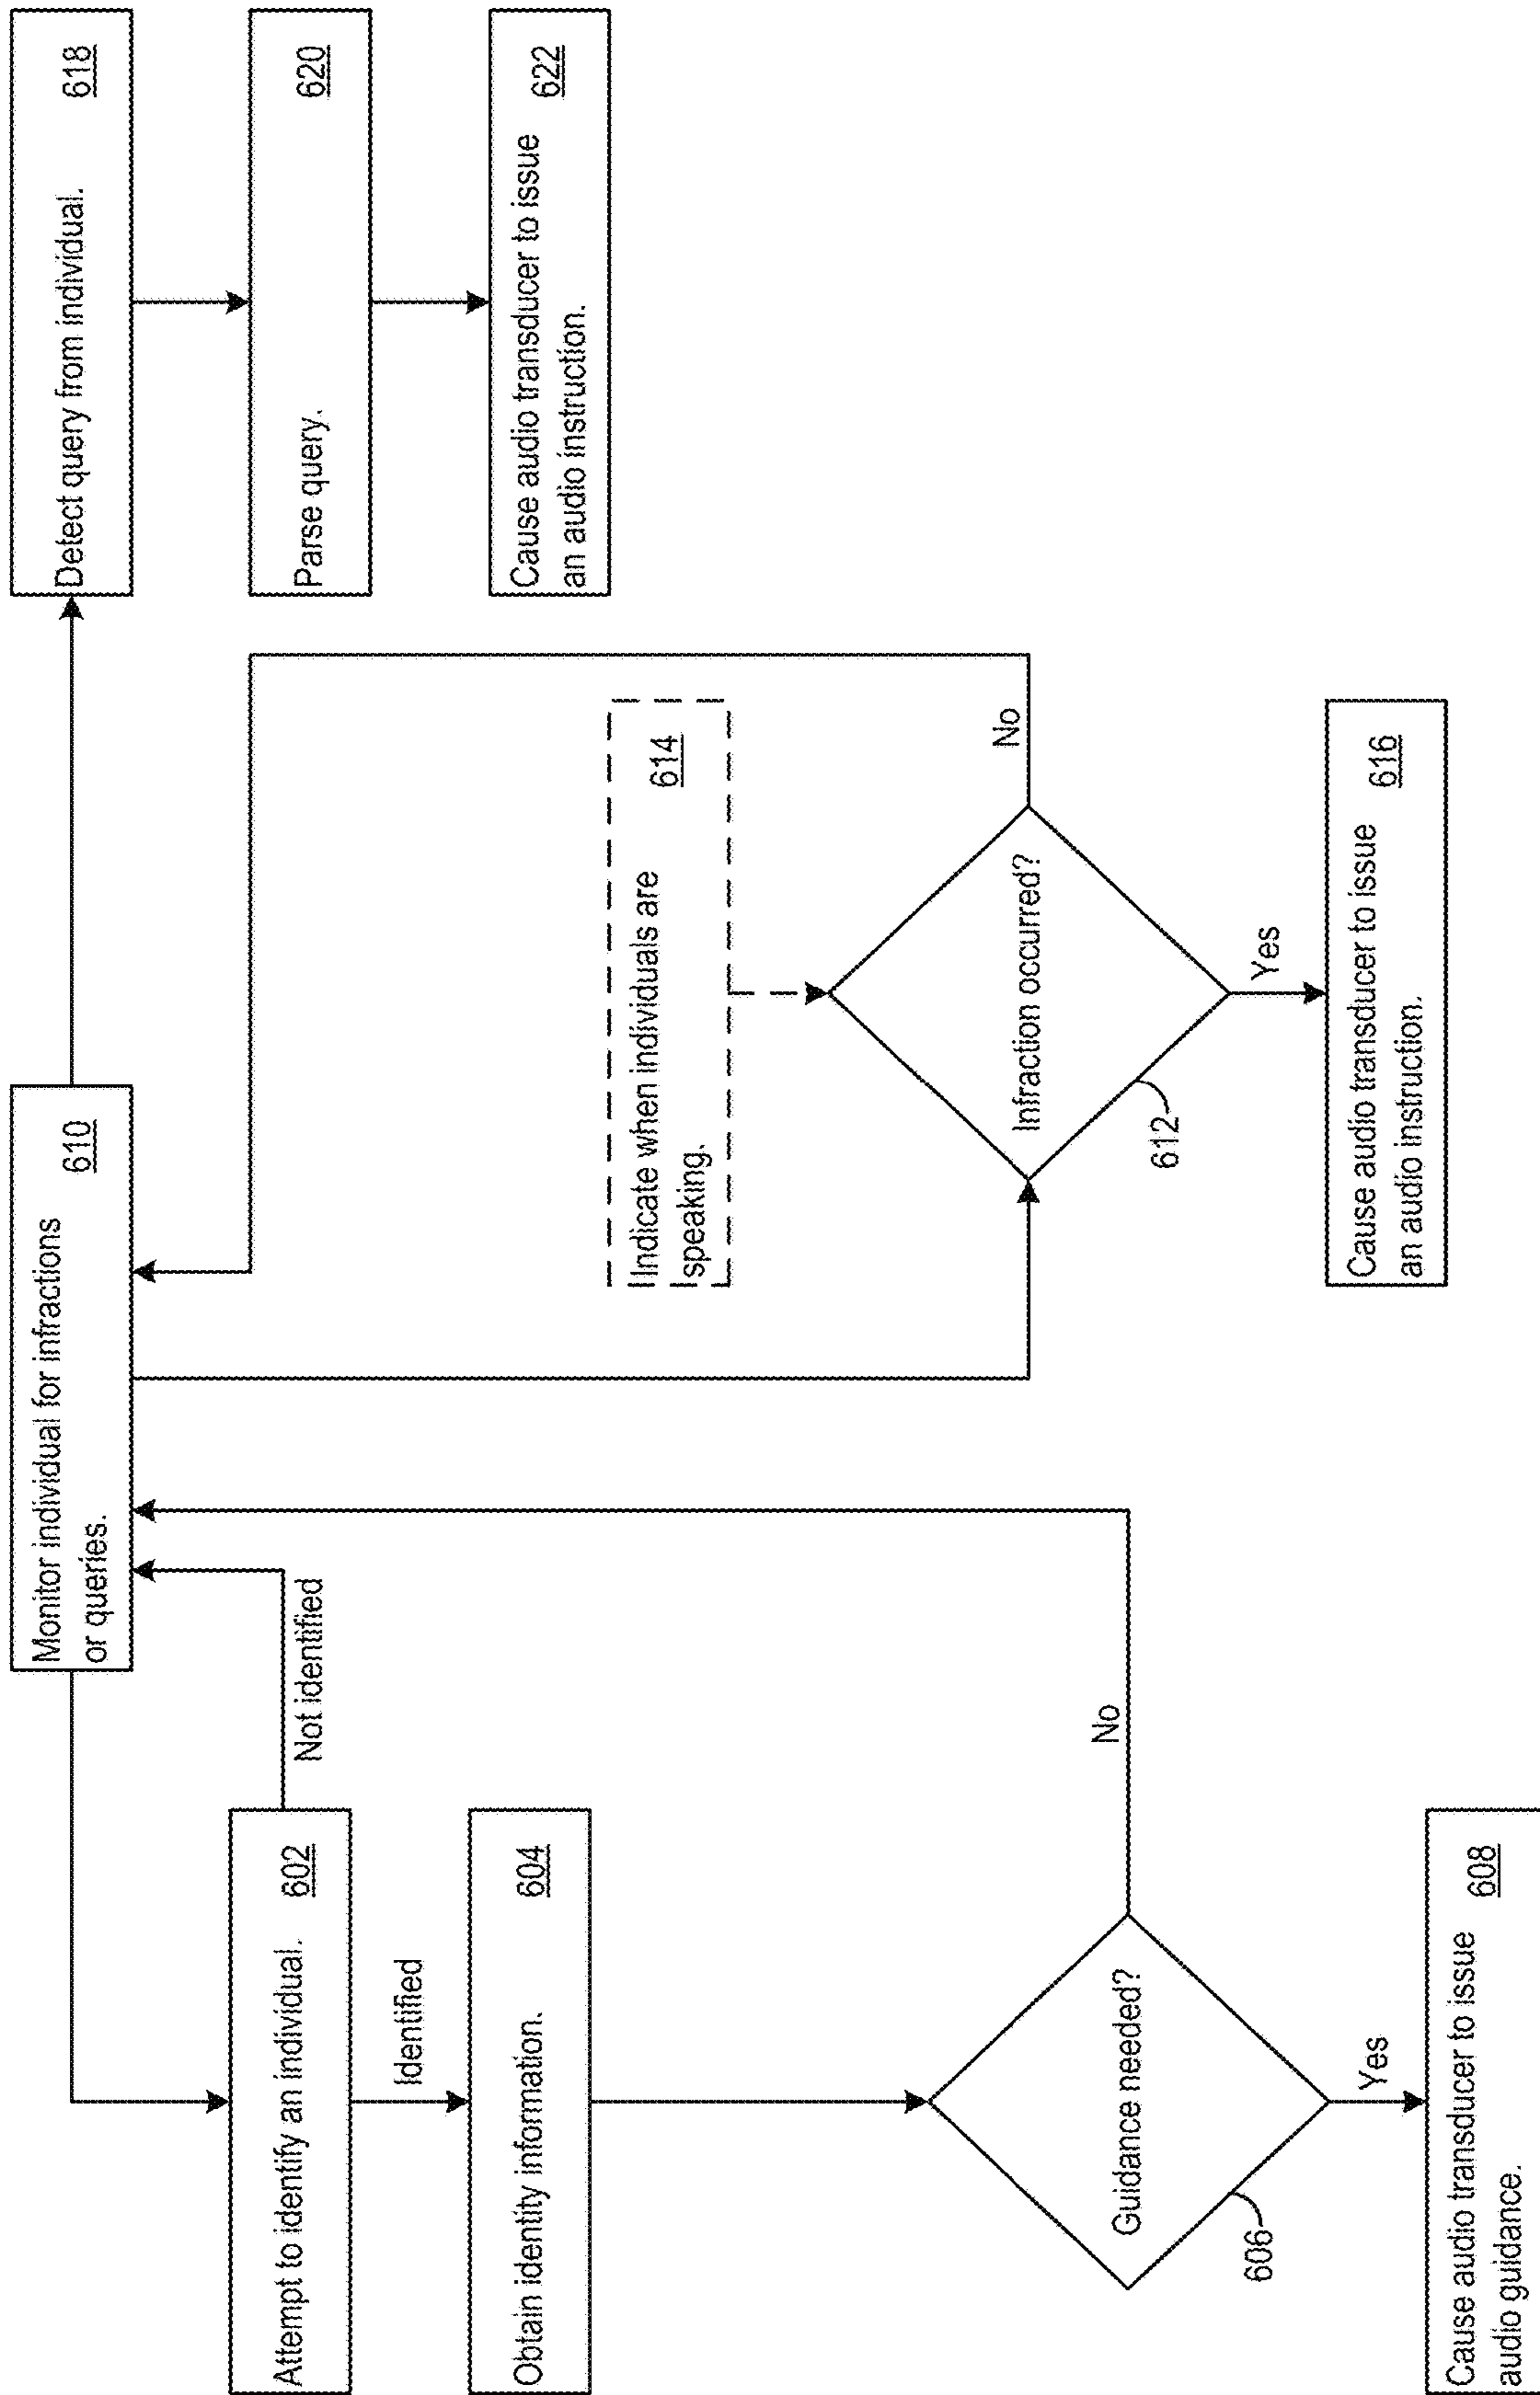 Monitor individual for infractions
or queries.
610
Attempt to identify an individual.
602
Not identified
Identified
Obtain identity information.
604
Guidance needed?
606
No
Yes
Cause audio transducer to issue
audio guidance.
608
Indicate when individuals are
speaking.
614
Infraction occurred?
612
No
Yes
Cause audio transducer to issue
an audio instruction.
616
Detect query from individual.
618
Parse query.
620
Cause audio transducer to issue
an audio instruction.
622